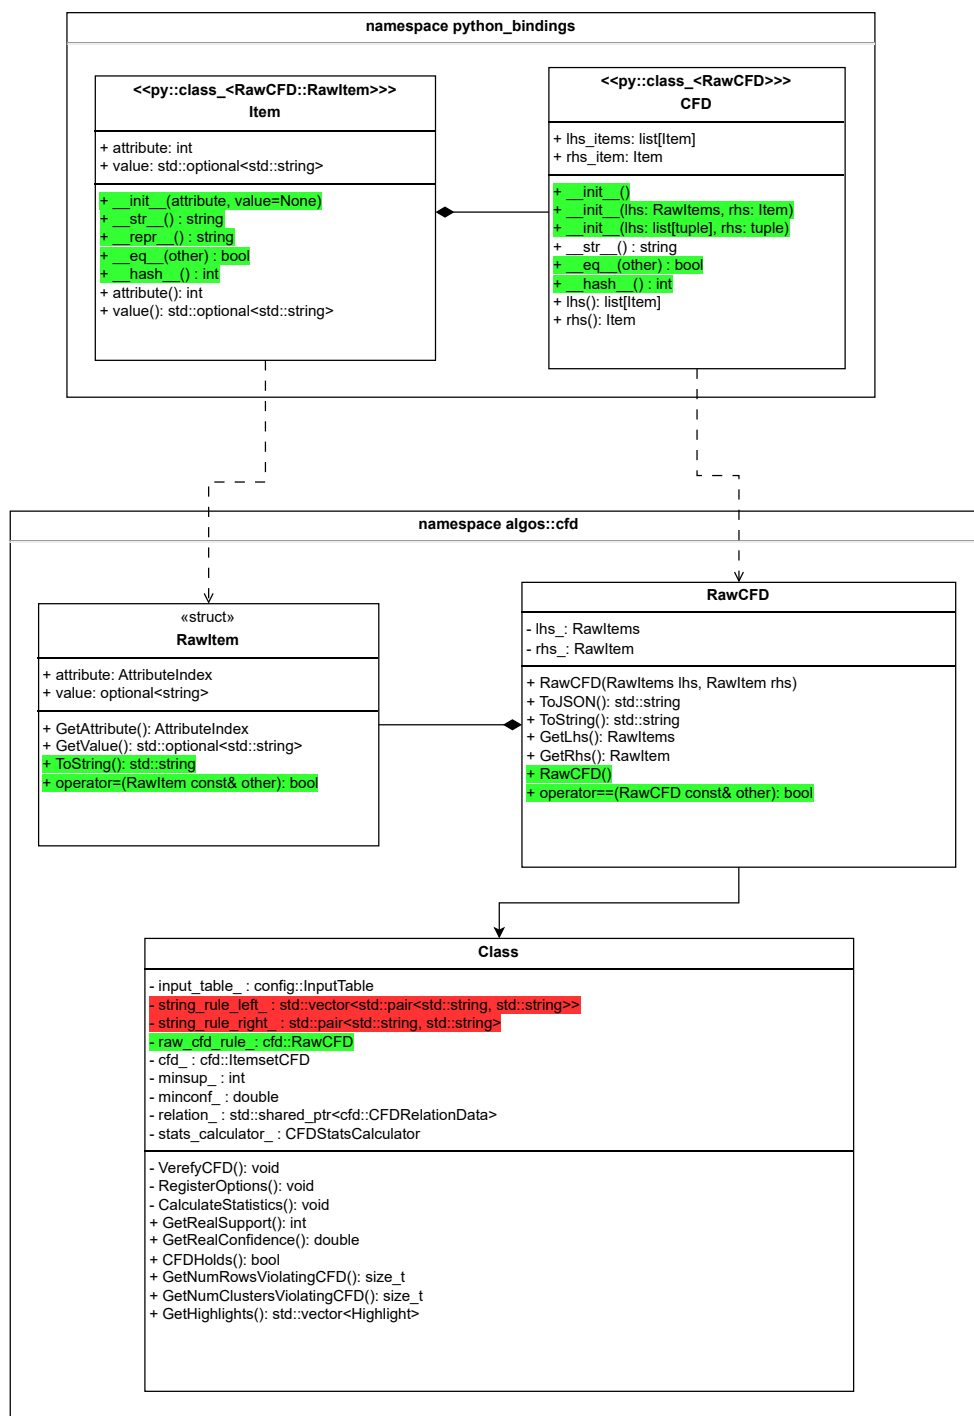 namespace python_bindings
<<py::class_<RawCFD::RawItem>>>
Item
+ attribute: int
+ value: std::optional<std::string>
+ __init__(attribute, value=None)
+ __str__() : string
+ __repr__() : string
+ __eq__(other) : bool
+ __hash__() : int
+ attribute(): int
+ value(): std::optional<std::string>
<<py::class_<RawCFD>>>
CFD
+ lhs_items: list[Item]
+ rhs_item: Item
+ __init__()
+ __init__(lhs: RawItems, rhs: Item)
+ __init__(lhs: list[tuple], rhs: tuple)
+ __str__() : string
+ __eq__(other) : bool
+ __hash__() : int
+ lhs(): list[Item]
+ rhs(): Item
namespace algos::cfd
«struct»
RawItem
+ attribute: AttributeIndex
+ value: optional<string>
+ GetAttribute(): AttributeIndex
+ GetValue(): std::optional<std::string>
+ ToString(): std::string
+ operator=(RawItem const& other): bool
RawCFD
- lhs_: RawItems
- rhs_: RawItem
+ RawCFD(RawItems lhs, RawItem rhs)
+ ToJSON(): std::string
+ ToString(): std::string
+ GetLhs(): RawItems
+ GetRhs(): RawItem
+ RawCFD()
+ operator==(RawCFD const& other): bool
Class
- input_table_ : config::InputTable
- string_rule_left_ : std::vector<std::pair<std::string, std::string>>
- string_rule_right_ : std::pair<std::string, std::string>
- raw_cfd_rule_: cfd::RawCFD
- cfd_ : cfd::ItemsetCFD
- minsup_ : int
- minconf_ : double
- relation_ : std::shared_ptr<cfd::CFDRelationData>
- stats_calculator_ : CFDStatsCalculator
- VerefyCFD(): void
- RegisterOptions(): void
- CalculateStatistics(): void
+ GetRealSupport(): int
+ GetRealConfidence(): double
+ CFDHolds(): bool
+ GetNumRowsViolatingCFD(): size_t
+ GetNumClustersViolatingCFD(): size_t
+ GetHighlights(): std::vector<Highlight>